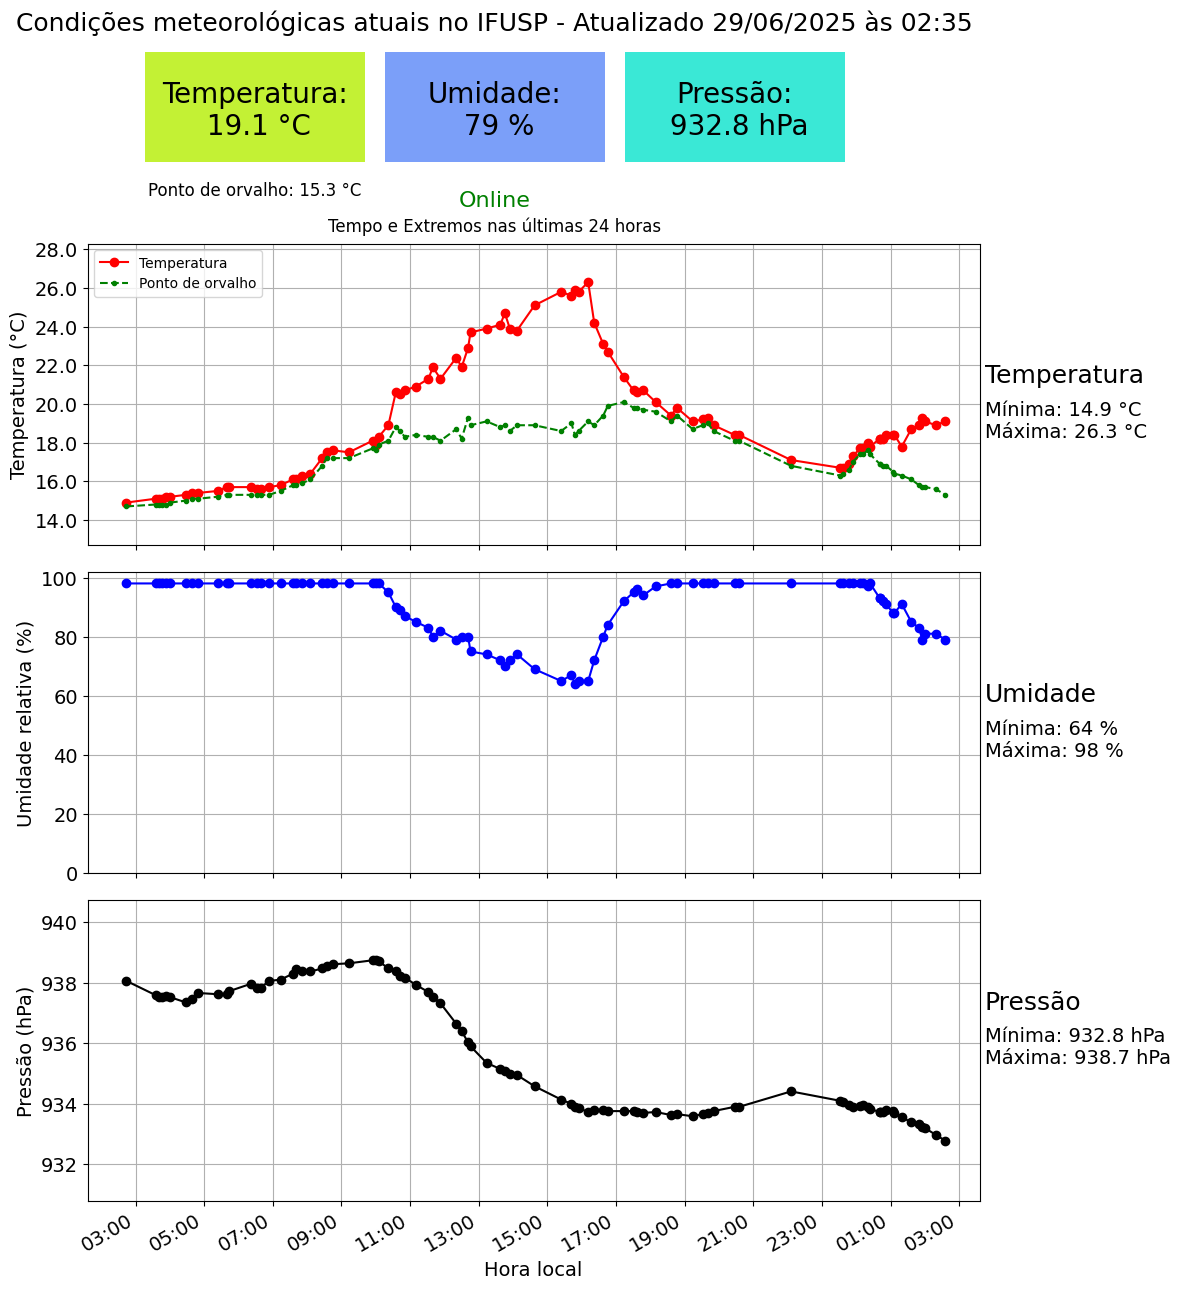 Condições meteorológicas atuais no IFUSP - Atualizado 29/06/2025 às 02:35
Temperatura:
19.1 °C
Umidade:
79 %
Pressão:
932.8 hPa
Ponto de orvalho: 15.3 °C
Online
Tempo e Extremos nas últimas 24 horas
Temperatura
Ponto de orvalho
Temperatura (°C)
28.0
26.0
24.0
22.0
20.0
18.0
16.0
14.0
Temperatura
Mínima: 14.9 °C
Máxima: 26.3 °C
Umidade relativa (%)
100
80
60
40
20
0
Umidade
Mínima: 64 %
Máxima: 98 %
Pressão (hPa)
940
938
936
934
932
Pressão
Mínima: 932.8 hPa
Máxima: 938.7 hPa
03:00 05:00 07:00 09:00 11:00 13:00 15:00 17:00 19:00 21:00 23:00 01:00 03:00
Hora local